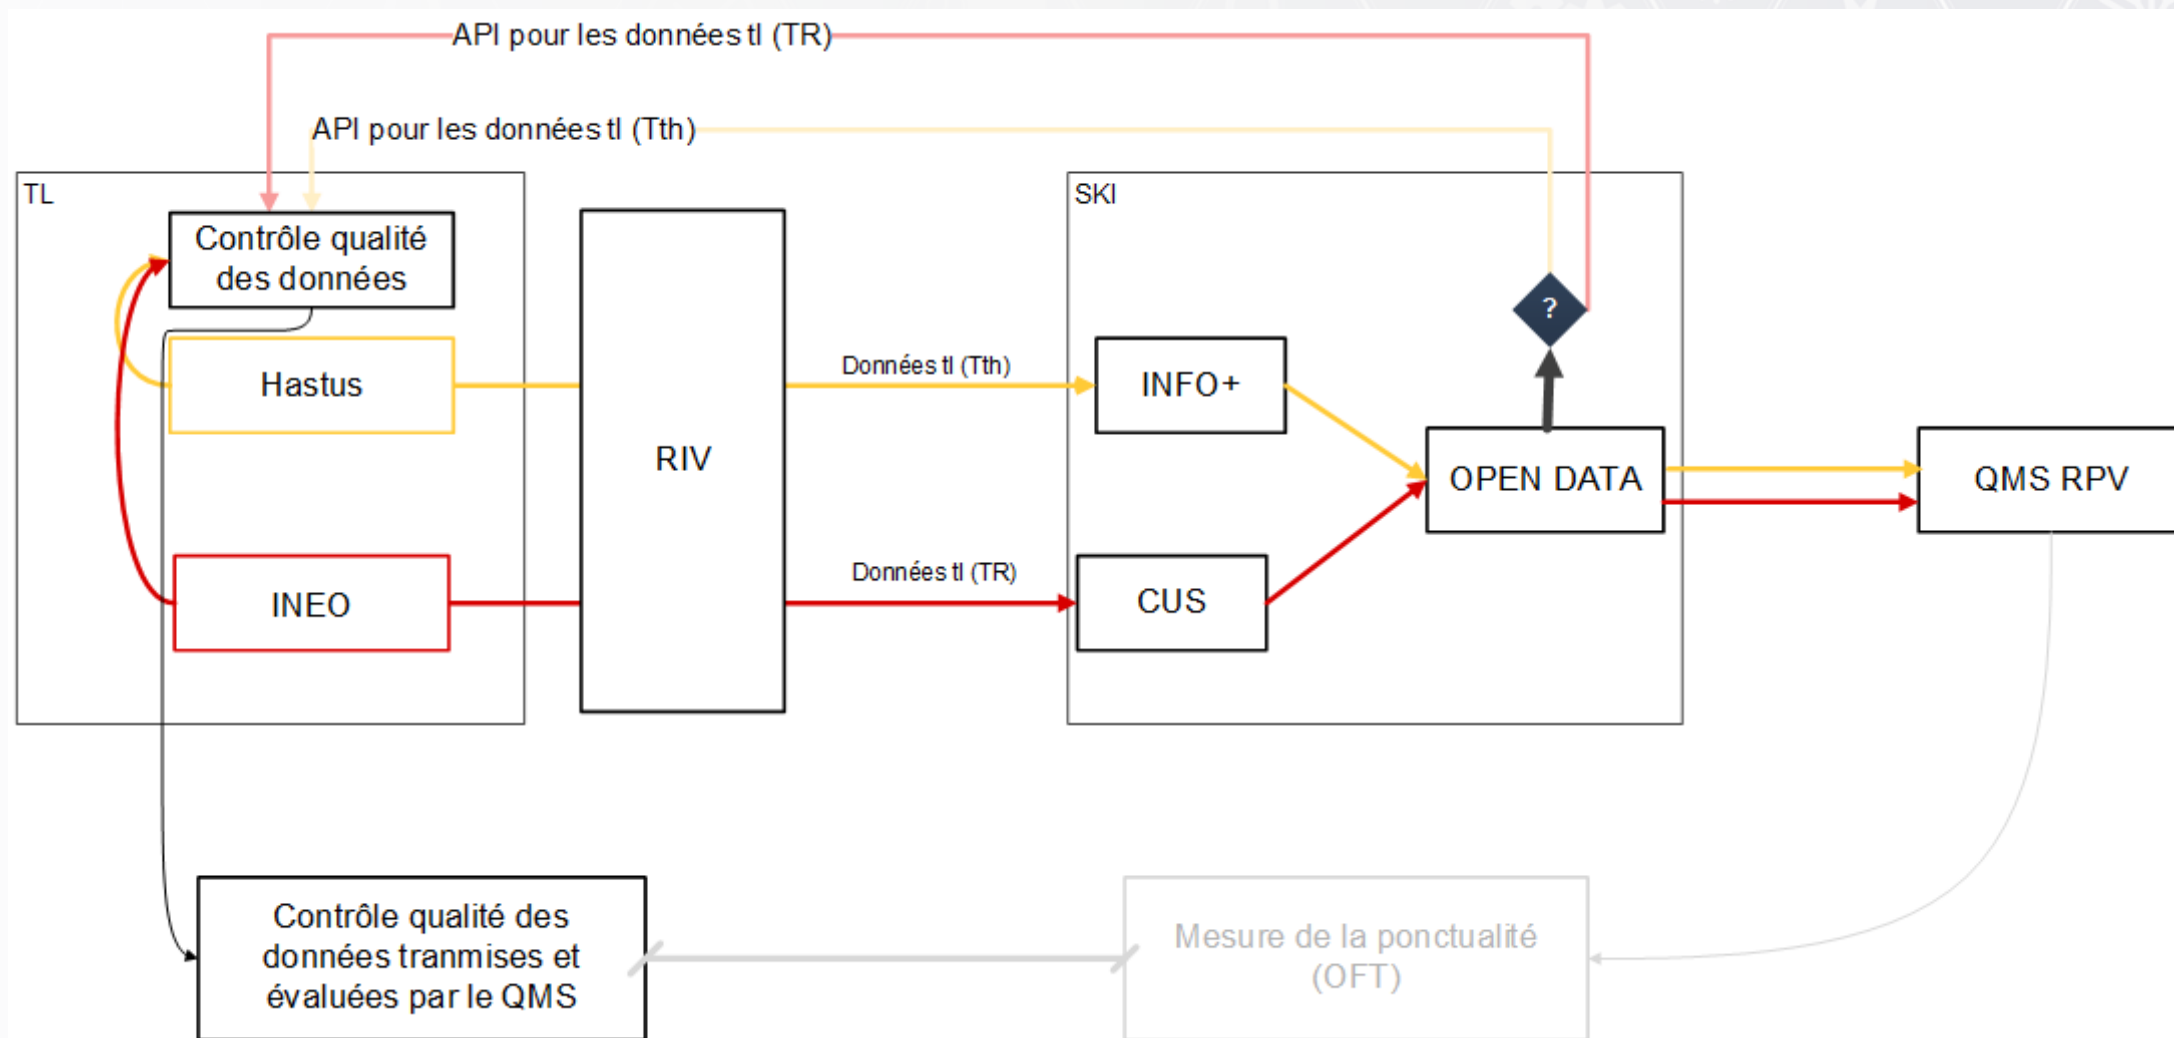 API pour les données tl (TR)
API pour les données tl (Tth)
TL
SKI
Contrôle qualité
des données
Hastus
Données tl (Tth)
INFO+
?
RIV
OPEN DATA
QMS RPV
INEO
Données tl (TR)
CUS
Contrôle qualité des
données tranmises et
évaluées par le QMS
Mesure de la ponctualité
(OFT)